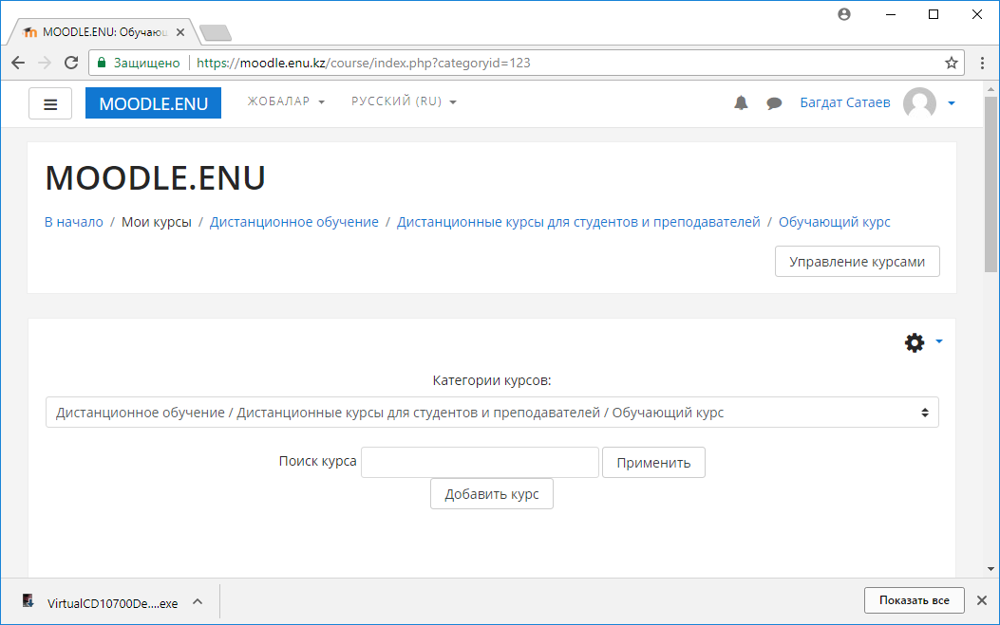 MOODLE.ENU: Обучающ
Защищено https://moodle.enu.kz/course/index.php?categoryid=123
MOODLE.ENU ЖОБАЛАР РУССКИЙ (RU) Багдат Сатаев
MOODLE.ENU
В начало / Мои курсы / Дистанционное обучение / Дистанционные курсы для студентов и преподавателей / Обучающий курс
Управление курсами
Категории курсов:
Дистанционное обучение / Дистанционные курсы для студентов и преподавателей / Обучающий курс
Поиск курса Применить
Добавить курс
VirtualCD10700De....exe Показать все